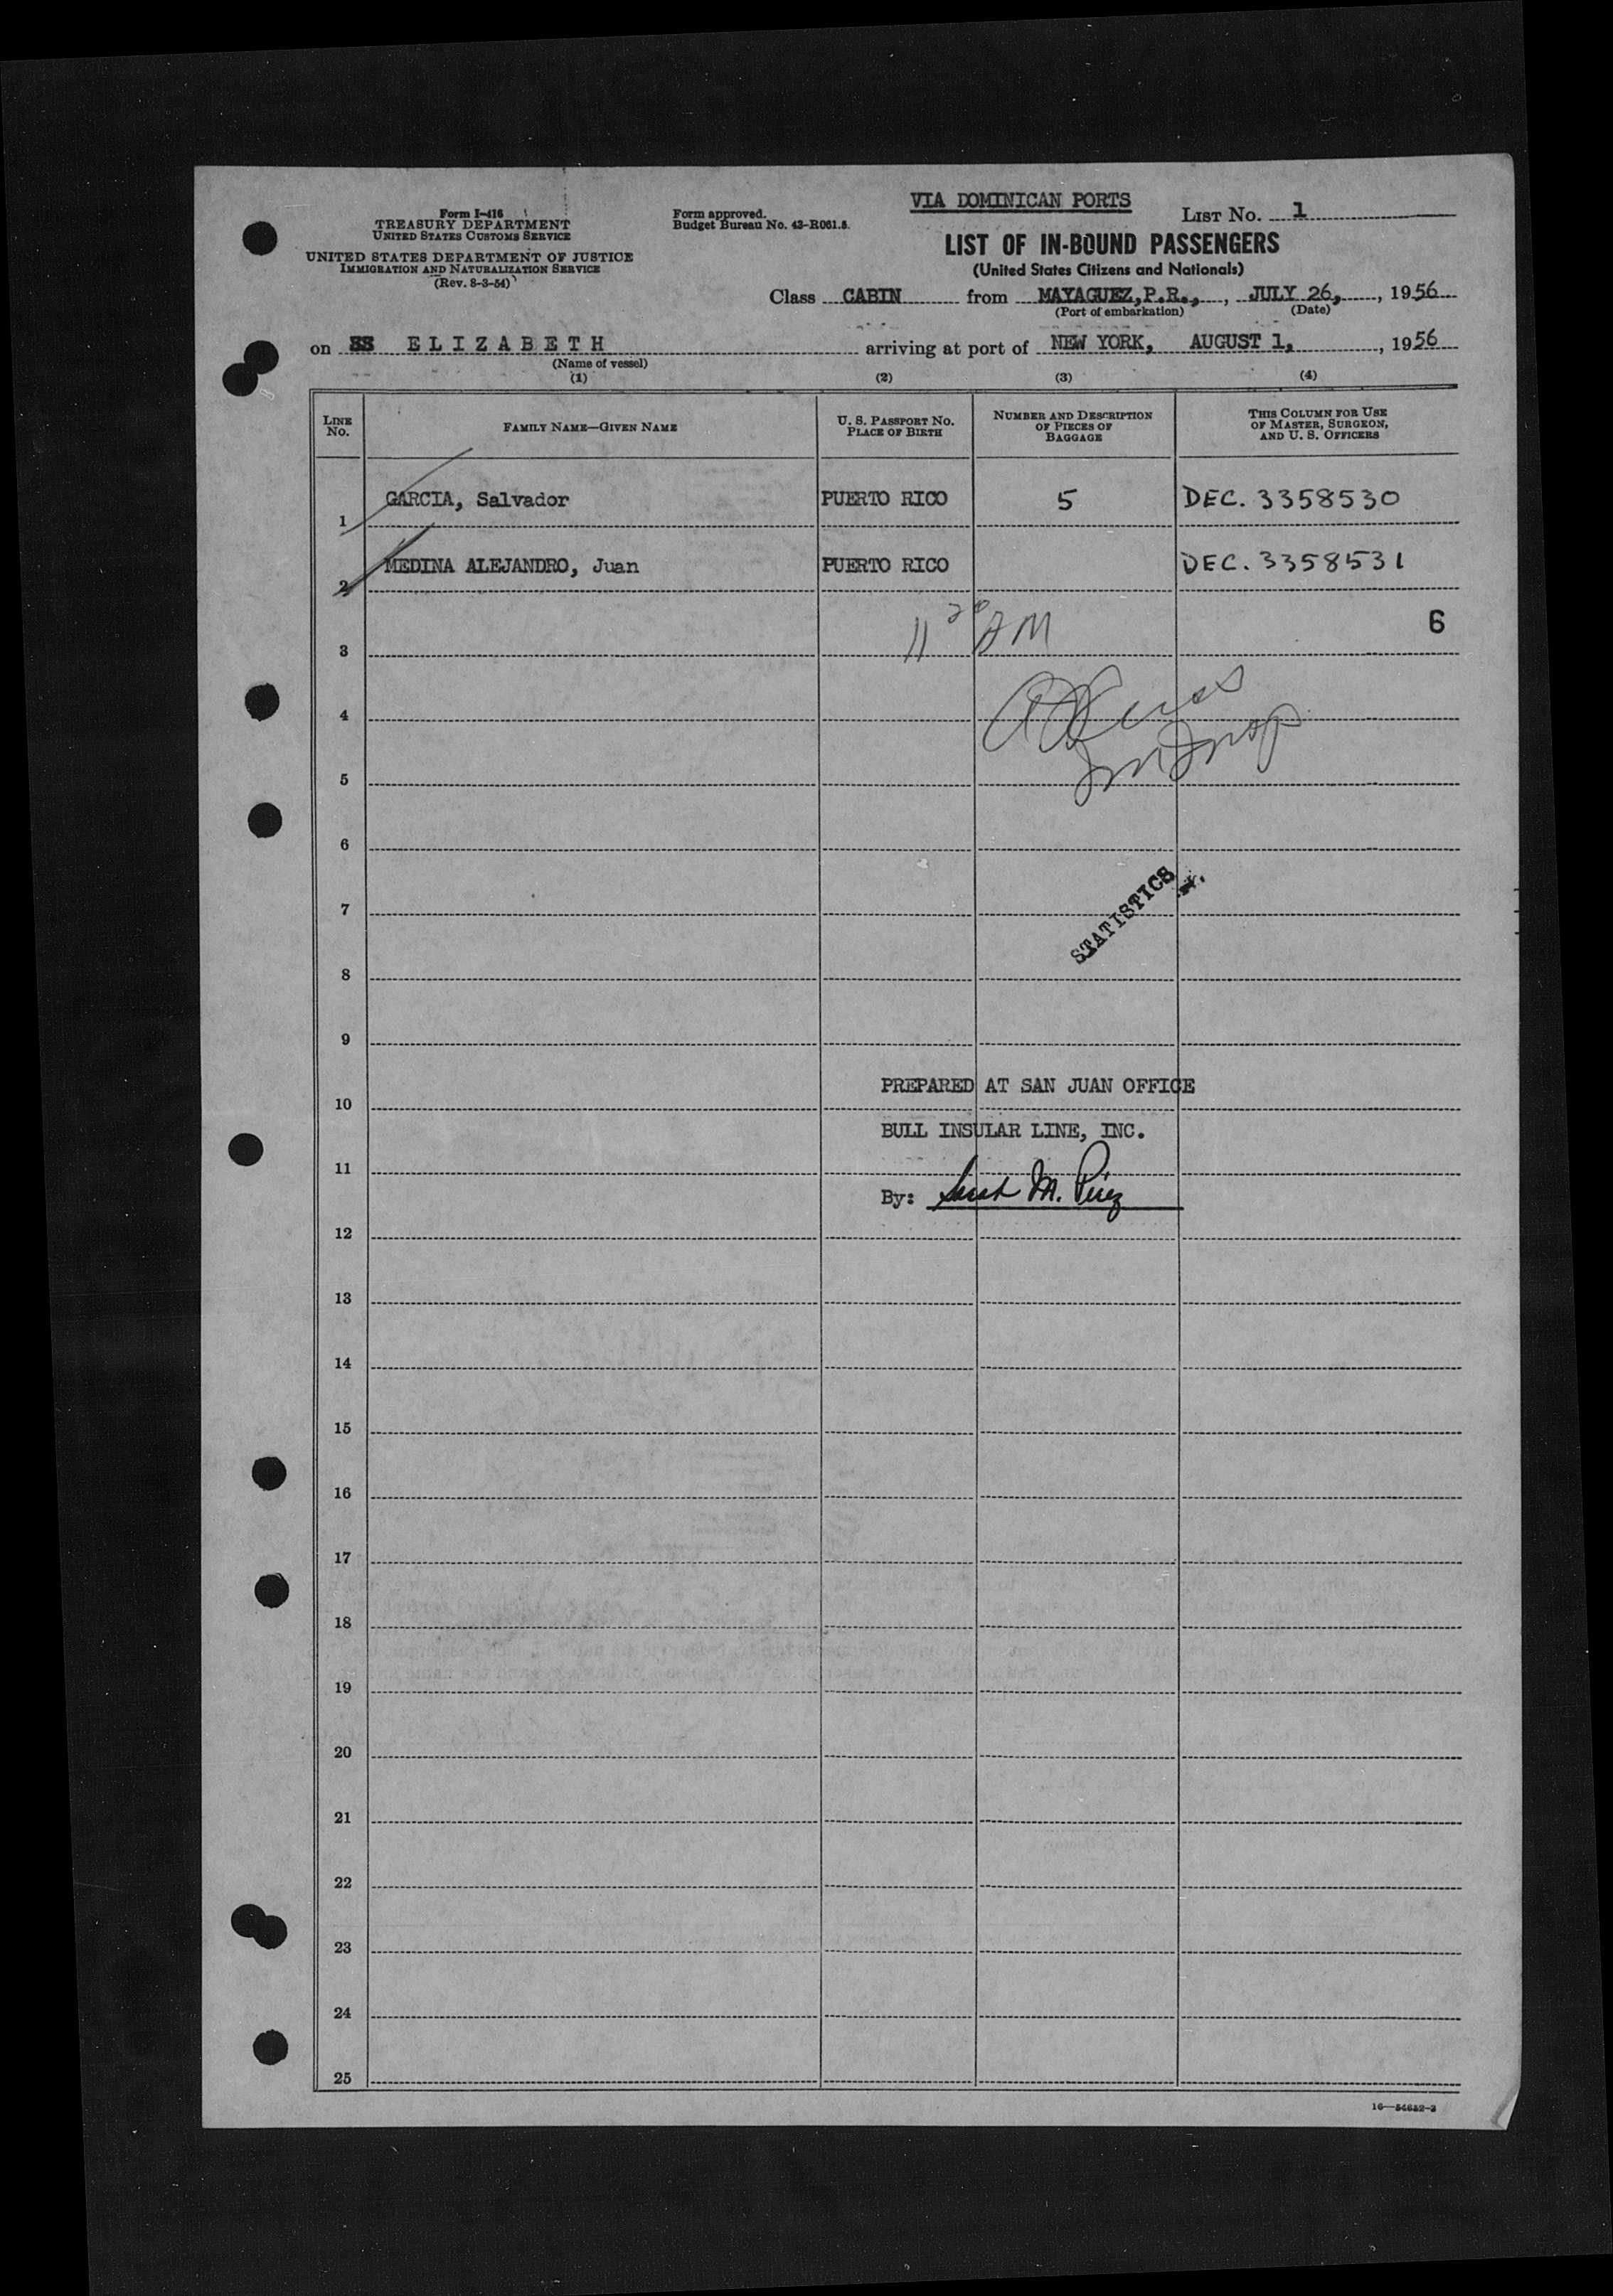 VIA DOMINICAN PORTS
Form I-416
TREASURY DEPARTMENT
UNITED STATES CUSTOMS SERVICE
UNITED STATES DEPARTMENT OF JUSTICE
IMMIGRATION AND NATURALIZATION SERVICE
(Rev. 8-3-54)
Form approved.
Budget Bureau No. 43-R061.5.
LIST No. 1
LIST OF IN-BOUND PASSENGERS
(United States Citizens and Nationals)
Class CABIN from MAYAGUEZ,P.R., , JULY 26, , 1956
(Port of embarkation) (Date)
on SS ELIZABETH arriving at port of NEW YORK, AUGUST 1, , 1956
(Name of vessel)
(1) (2) (3) (4)
LINE No. FAMILY NAME—GIVEN NAME U. S. PASSPORT No. PLACE OF BIRTH NUMBER AND DESCRIPTION OF PIECES OF BAGGAGE THIS COLUMN FOR USE OF MASTER, SURGEON, AND U. S. OFFICERS
1 GARCIA, Salvador PUERTO RICO 5 DEC. 3358530
2 MEDINA ALEJANDRO, Juan PUERTO RICO DEC. 3358531
3 11 20 AM 6
4
5
6
7
STATISTICS
8
9
PREPARED AT SAN JUAN OFFICE
10
BULL INSULAR LINE, INC.
11
By: Sarah M. Pérez
12
13
14
15
16
17
18
19
20
21
22
23
24
25
16—54652-2